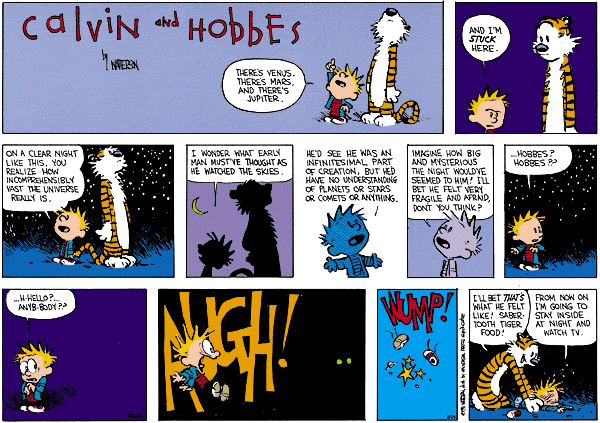 calvin and HobbEs
by WATTERSON
THERE'S VENUS.
THERE'S MARS,
AND THERE'S
JUPITER.
AND I'M
STUCK
HERE.
ON A CLEAR NIGHT
LIKE THIS, YOU
REALIZE HOW
INCOMPREHENSIBLY
VAST THE UNIVERSE
REALLY IS.
I WONDER WHAT EARLY
MAN MUST'VE THOUGHT AS
HE WATCHED THE SKIES.
HE'D SEE HE WAS AN
INFINITESIMAL PART
OF CREATION, BUT HE'D
HAVE NO UNDERSTANDING
OF PLANETS OR STARS
OR COMETS OR ANYTHING.
IMAGINE HOW BIG
AND MYSTERIOUS
THE NIGHT WOULD'VE
SEEMED TO HIM! I'LL
BET HE FELT VERY
FRAGILE AND AFRAID,
DON'T YOU THINK?
...HOBBES?
HOBBES??
...H-HELLO?...
ANYB-BODY??
AUGH!
WUMP!
I'LL BET THAT'S
WHAT HE FELT
LIKE! SABER-
TOOTH TIGER
FOOD!
FROM NOW ON
I'M GOING TO
STAY INSIDE
AT NIGHT AND
WATCH TV.